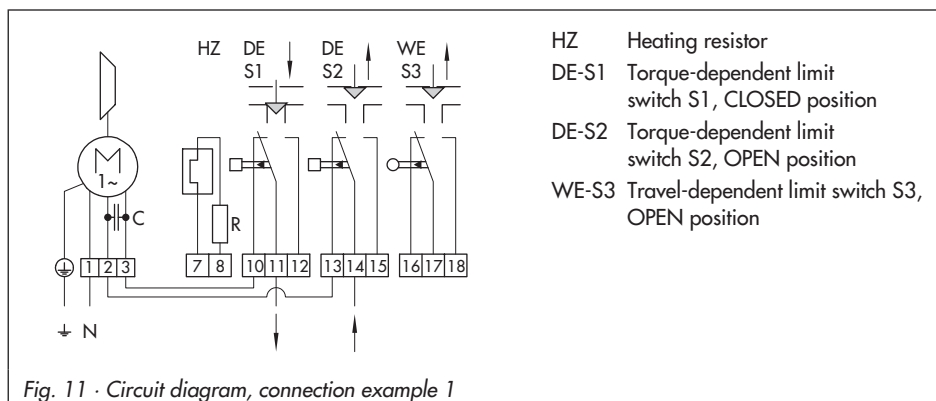 HZ DE DE WE
S1 S2 S3
M
1~
C
R
1 2 3 7 8 10 11 12 13 14 15 16 17 18
N
HZ Heating resistor
DE-S1 Torque-dependent limit
switch S1, CLOSED position
DE-S2 Torque-dependent limit
switch S2, OPEN position
WE-S3 Travel-dependent limit switch S3,
OPEN position
Fig. 11 · Circuit diagram, connection example 1